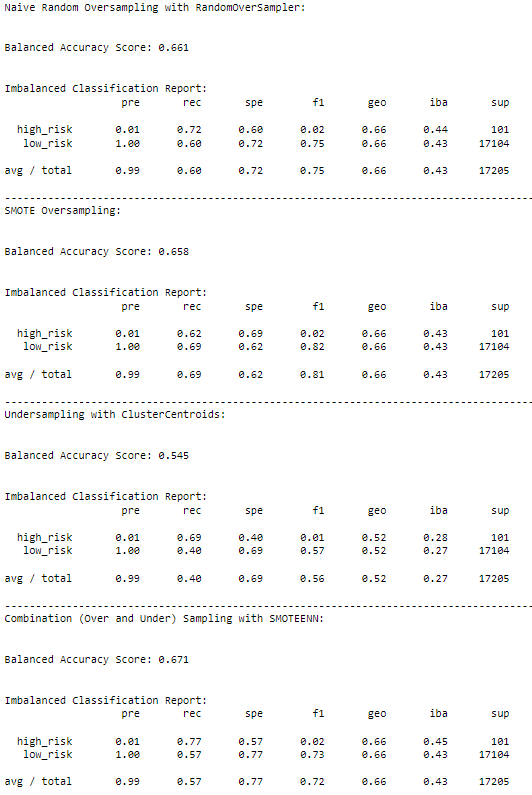 Naive Random Oversampling with RandomOverSampler:
Balanced Accuracy Score: 0.661
Imbalanced Classification Report:
pre rec spe f1 geo iba sup
high_risk 0.01 0.72 0.60 0.02 0.66 0.44 101
low_risk 1.00 0.60 0.72 0.75 0.66 0.43 17104
avg / total 0.99 0.60 0.72 0.75 0.66 0.43 17205
--------------------------------------------------------------------------------------
SMOTE Oversampling:
Balanced Accuracy Score: 0.658
Imbalanced Classification Report:
pre rec spe f1 geo iba sup
high_risk 0.01 0.62 0.69 0.02 0.66 0.43 101
low_risk 1.00 0.69 0.62 0.82 0.66 0.43 17104
avg / total 0.99 0.69 0.62 0.81 0.66 0.43 17205
--------------------------------------------------------------------------------------
Undersampling with ClusterCentroids:
Balanced Accuracy Score: 0.545
Imbalanced Classification Report:
pre rec spe f1 geo iba sup
high_risk 0.01 0.69 0.40 0.01 0.52 0.28 101
low_risk 1.00 0.40 0.69 0.57 0.52 0.27 17104
avg / total 0.99 0.40 0.69 0.56 0.52 0.27 17205
--------------------------------------------------------------------------------------
Combination (Over and Under) Sampling with SMOTEENN:
Balanced Accuracy Score: 0.671
Imbalanced Classification Report:
pre rec spe f1 geo iba sup
high_risk 0.01 0.77 0.57 0.02 0.66 0.45 101
low_risk 1.00 0.57 0.77 0.73 0.66 0.43 17104
avg / total 0.99 0.57 0.77 0.72 0.66 0.43 17205